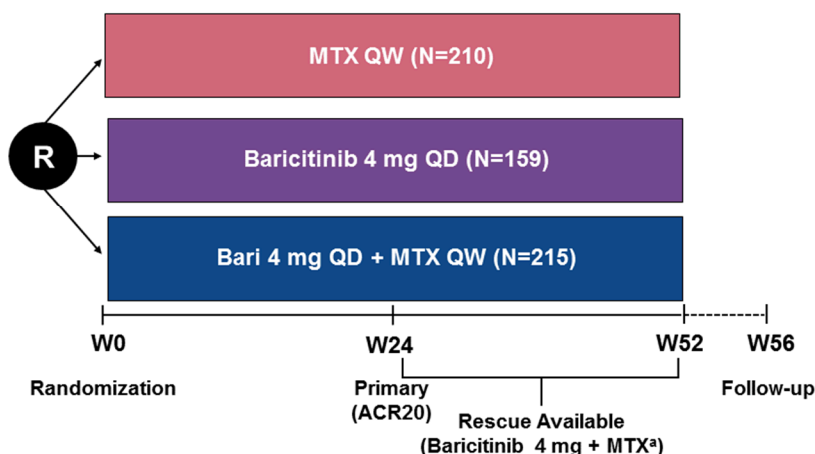 MTX QW (N=210)
R
Baricitinib 4 mg QD (N=159)
Bari 4 mg QD + MTX QW (N=215)
W0
W24
W52
W56
Randomization
Primary
(ACR20)
Follow-up
Rescue Available
(Baricitinib 4 mg + MTXᵃ)